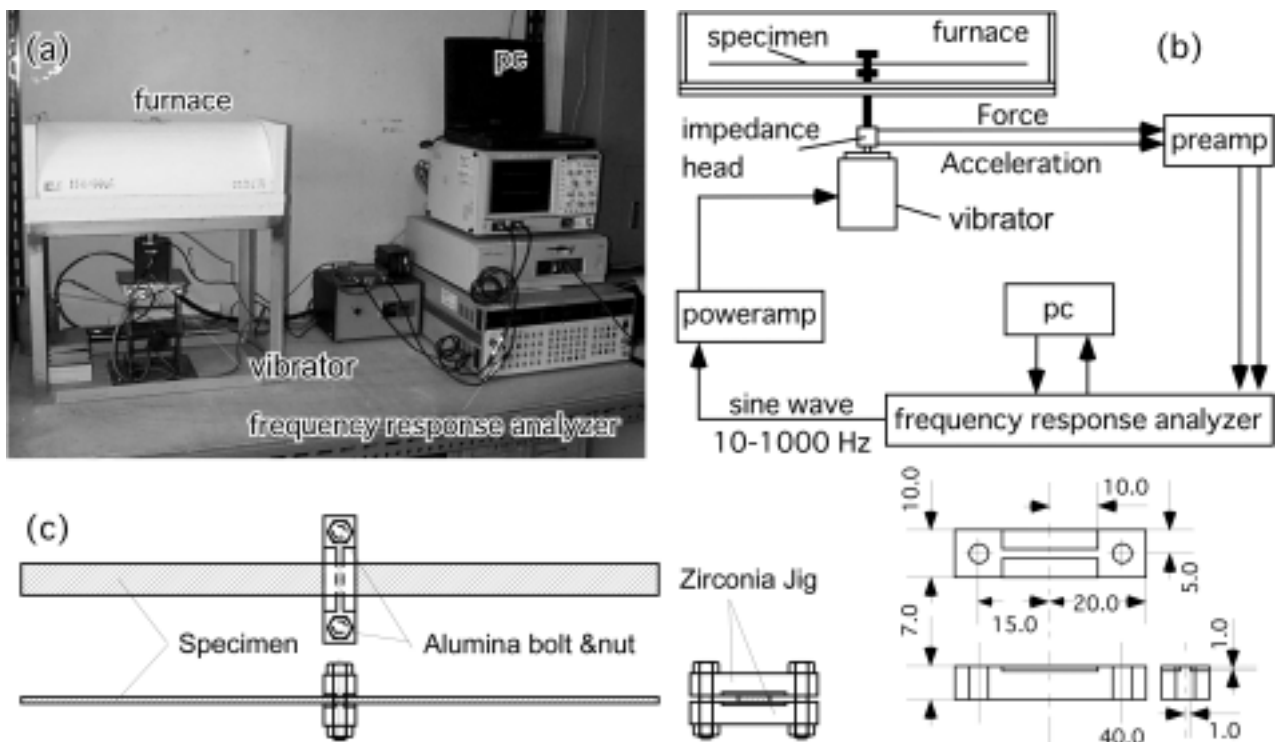 (a)
pc
furnace
vibrator
frequency response analyzer
(b)
specimen
furnace
impedance
head
Force
Acceleration
preamp
vibrator
poweramp
pc
sine wave
10-1000 Hz
frequency response analyzer
(c)
Specimen
Alumina bolt &nut
Zirconia Jig
10.0
10.0
5.0
15.0
20.0
7.0
1.0
40.0
1.0